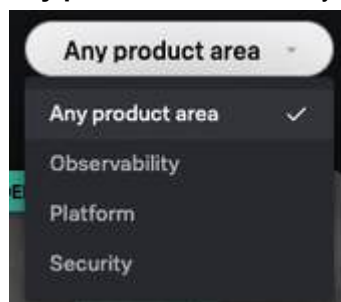 Any product area
Any product area
Observability
Platform
Security